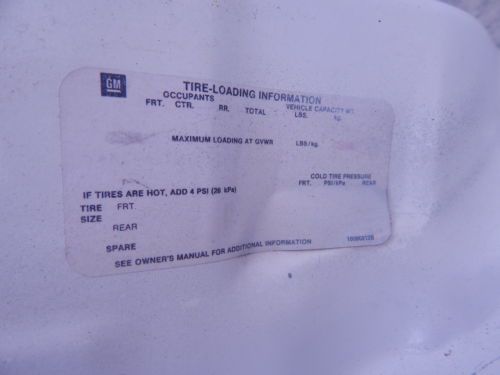 GM
TIRE-LOADING INFORMATION
OCCUPANTS VEHICLE CAPACITY WT.
FRT. CTR. RR. TOTAL LBS. kg.
MAXIMUM LOADING AT GVWR LBS/kg.
COLD TIRE PRESSURE
FRT. PSI/kPa REAR
IF TIRES ARE HOT, ADD 4 PSI (28 kPa)
TIRE FRT.
SIZE
REAR
SPARE
SEE OWNER'S MANUAL FOR ADDITIONAL INFORMATION